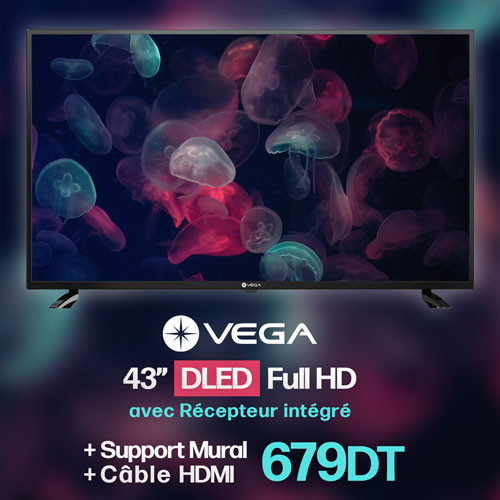 VEGA
VEGA
43” DLED Full HD
avec Récepteur intégré
+ Support Mural
+ Câble HDMI
679DT